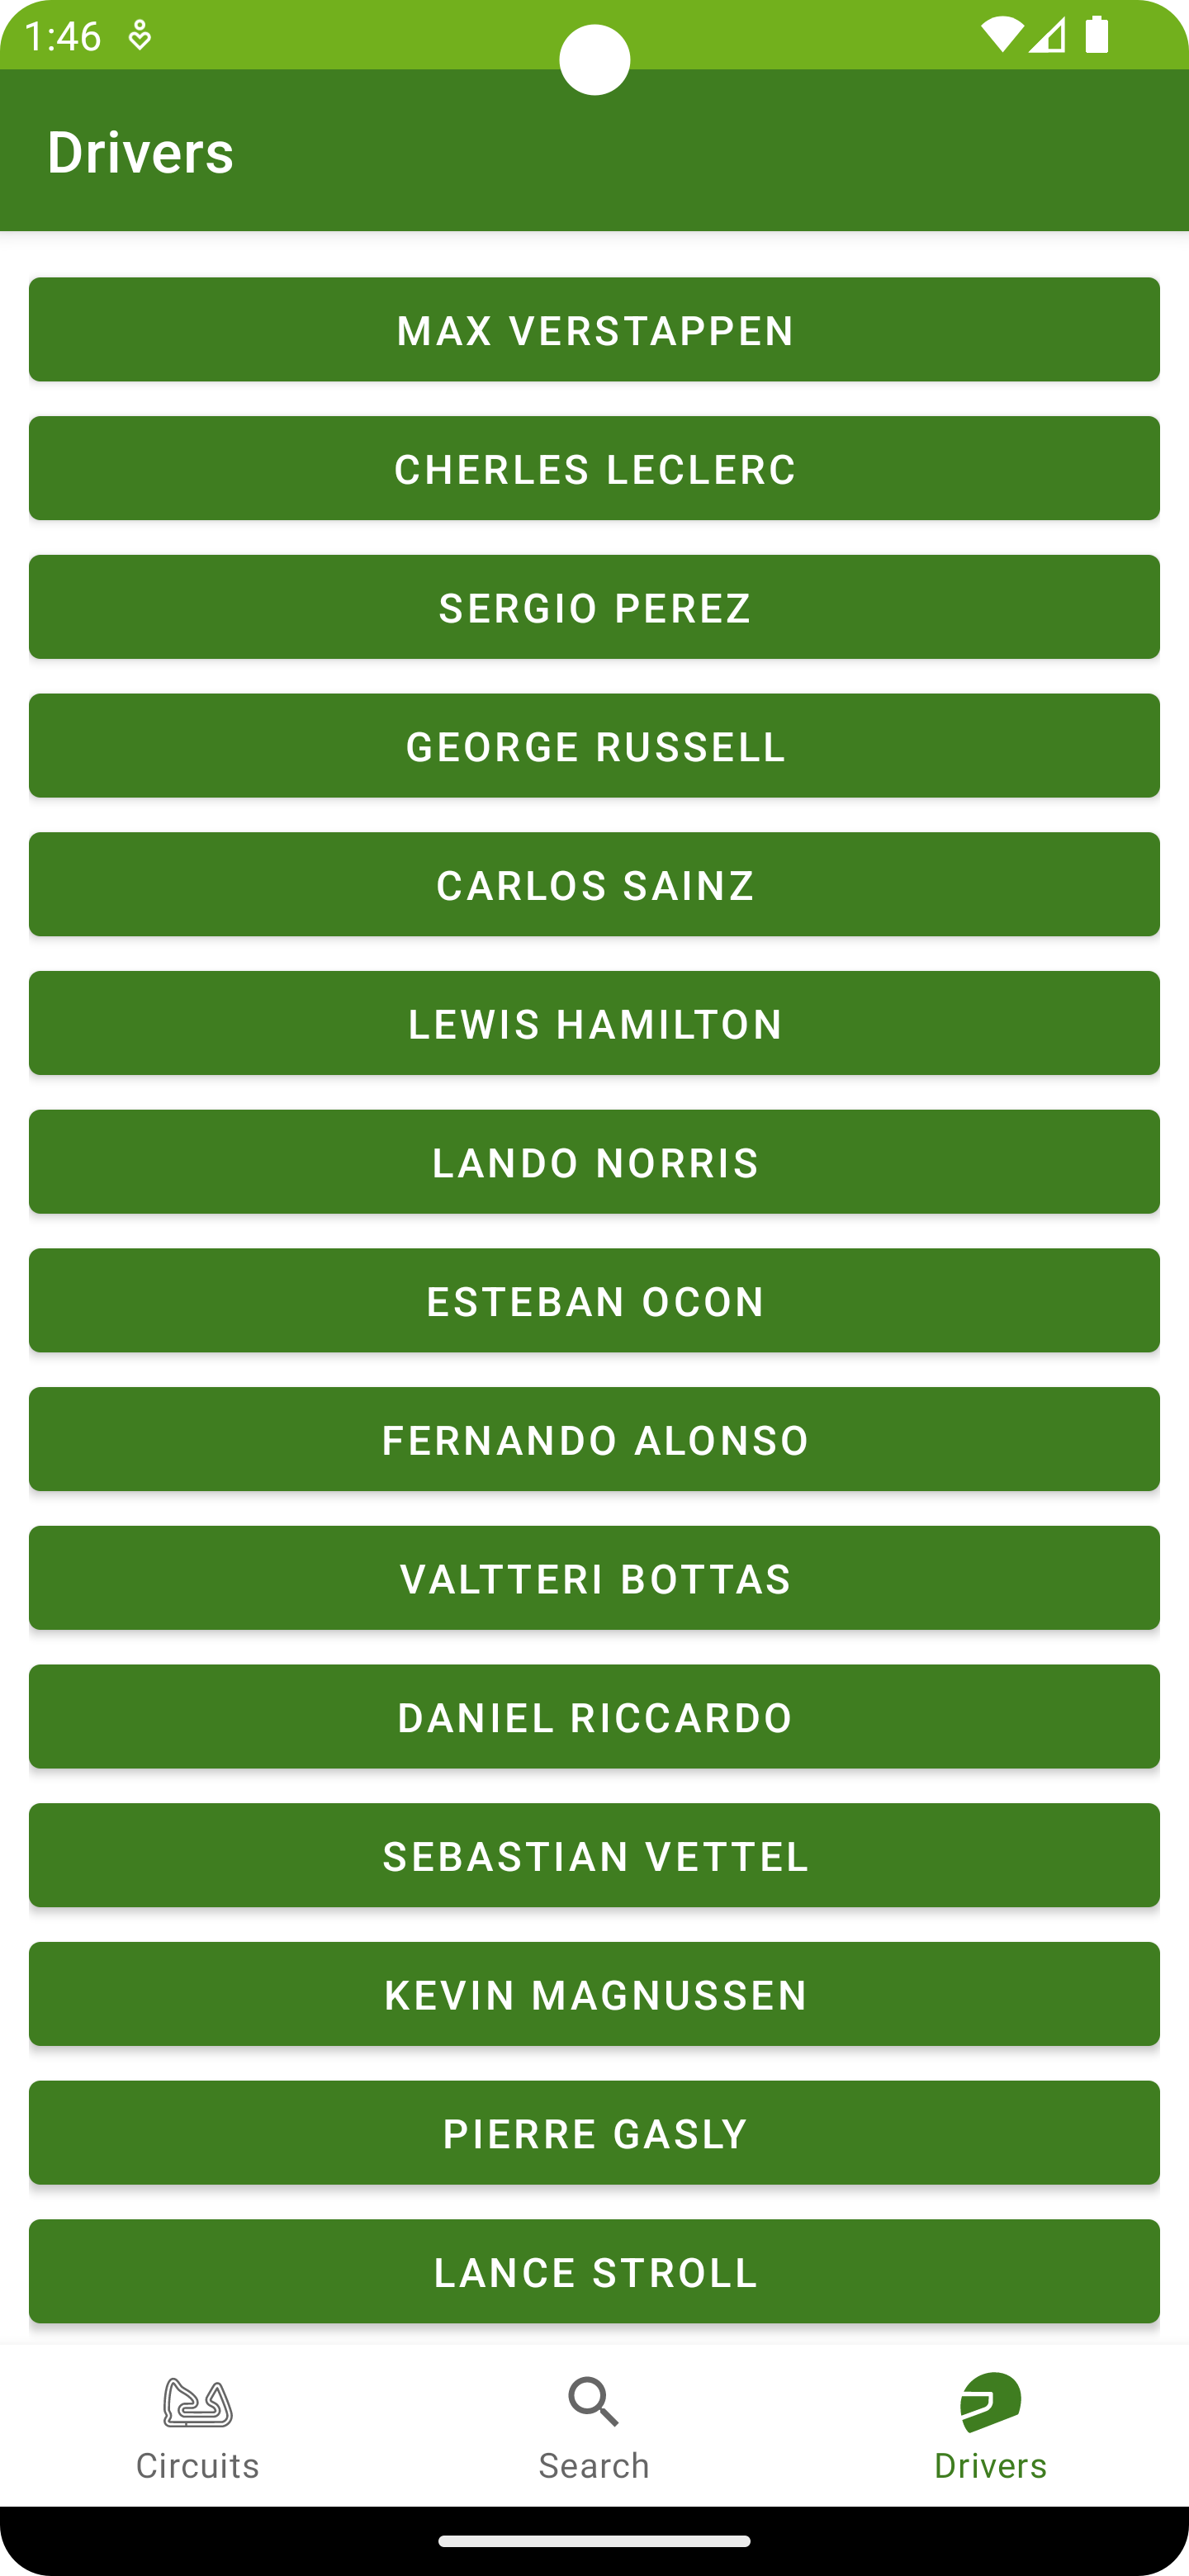 1:46
Drivers
MAX VERSTAPPEN
CHERLES LECLERC
SERGIO PEREZ
GEORGE RUSSELL
CARLOS SAINZ
LEWIS HAMILTON
LANDO NORRIS
ESTEBAN OCON
FERNANDO ALONSO
VALTTERI BOTTAS
DANIEL RICCARDO
SEBASTIAN VETTEL
KEVIN MAGNUSSEN
PIERRE GASLY
LANCE STROLL
Circuits Search Drivers